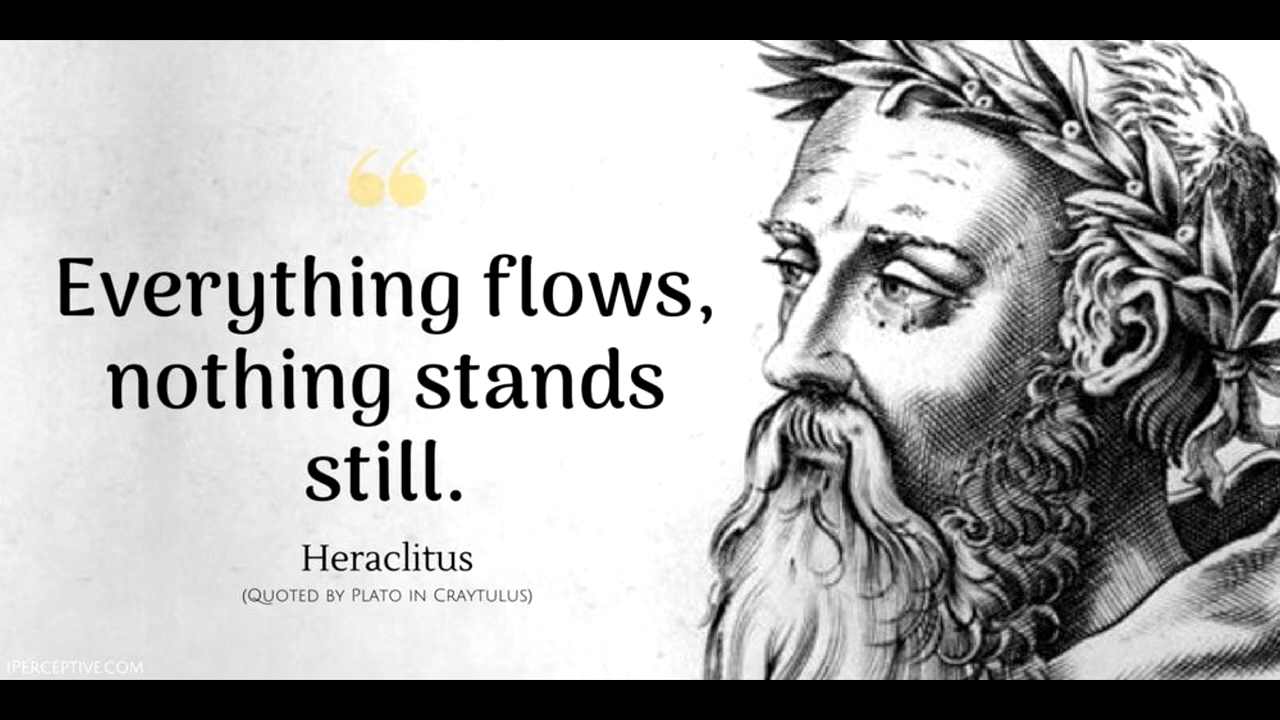 “
Everything flows,
nothing stands
still.
Heraclitus
(Quoted by Plato in Craytulus)
iPerceptive.com